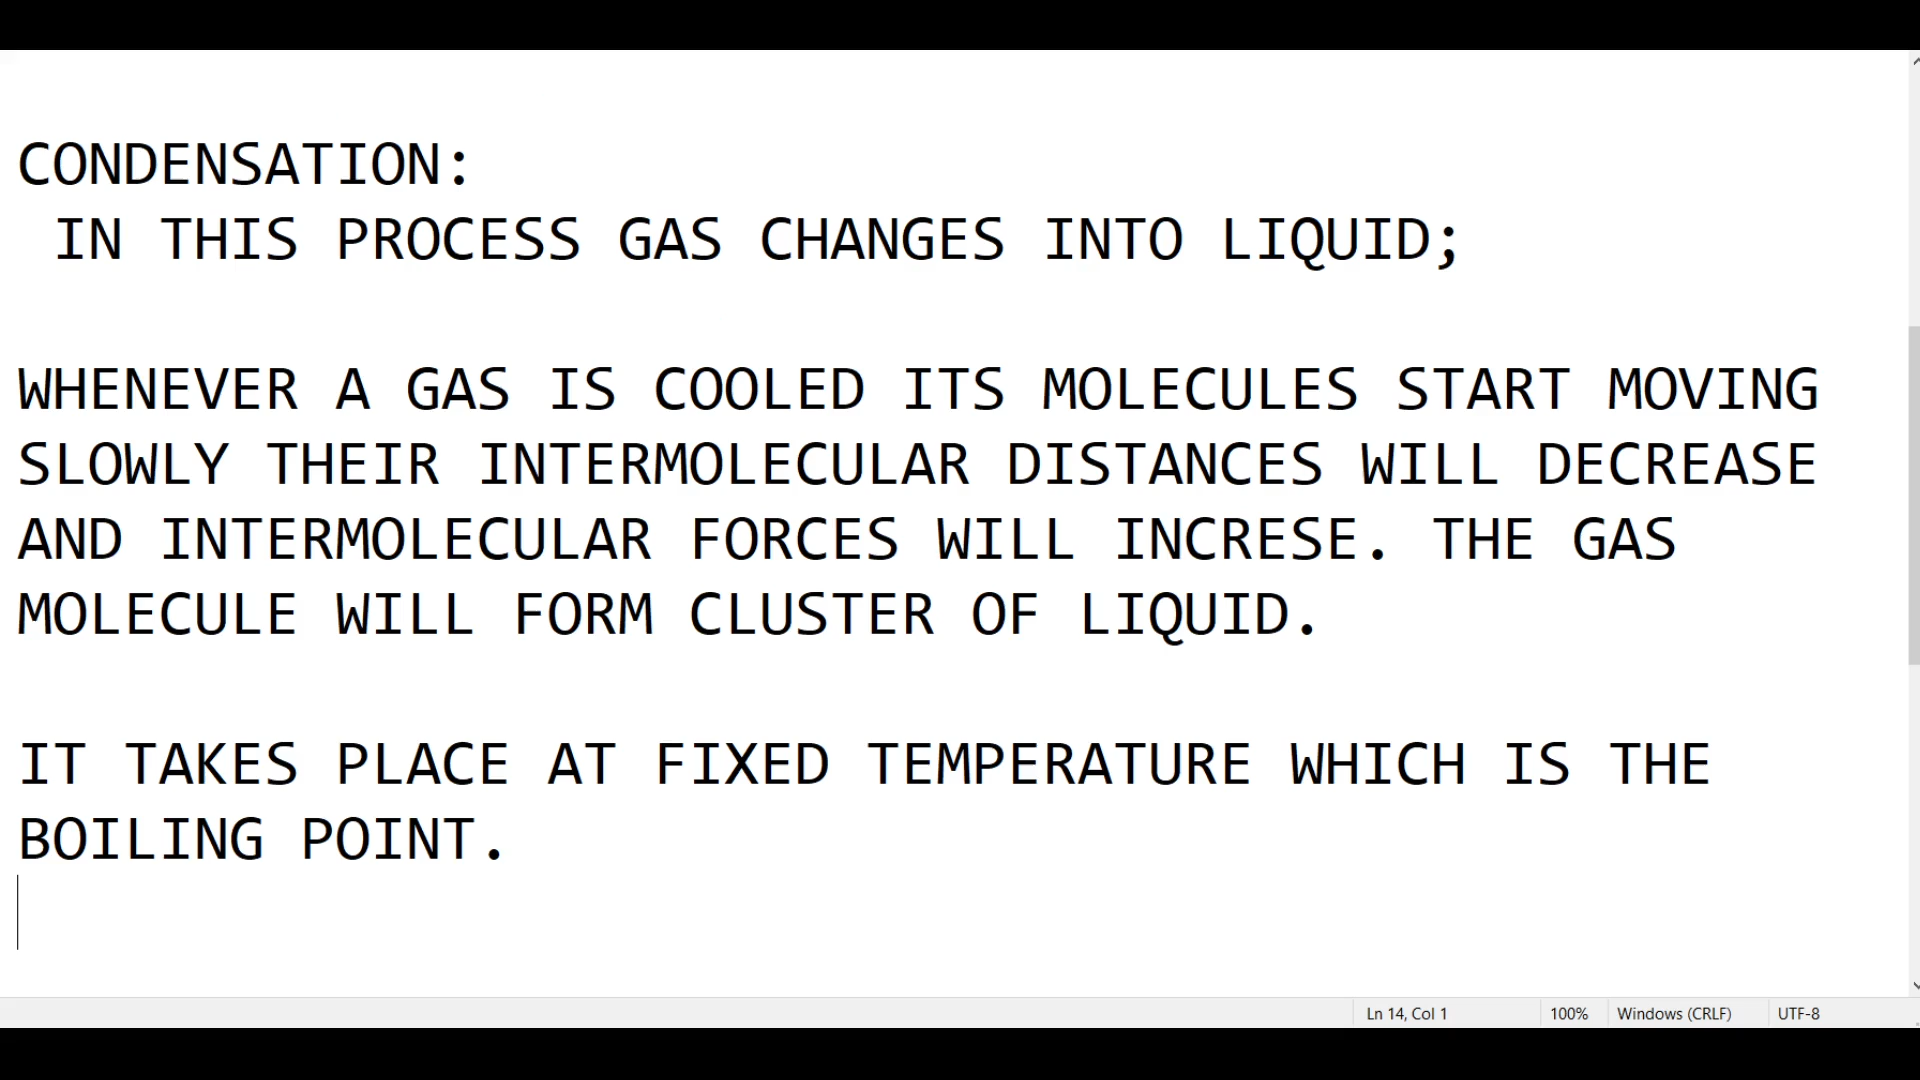 CONDENSATION:
IN THIS PROCESS GAS CHANGES INTO LIQUID;
WHENEVER A GAS IS COOLED ITS MOLECULES START MOVING
SLOWLY THEIR INTERMOLECULAR DISTANCES WILL DECREASE
AND INTERMOLECULAR FORCES WILL INCRESE. THE GAS
MOLECULE WILL FORM CLUSTER OF LIQUID.
IT TAKES PLACE AT FIXED TEMPERATURE WHICH IS THE
BOILING POINT.
Ln 14, Col 1 100% Windows (CRLF) UTF-8